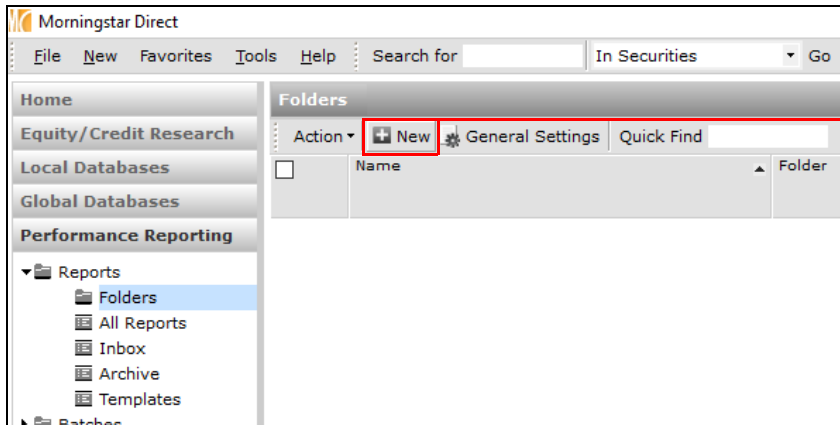 Morningstar Direct
File New Favorites Tools Help Search for In Securities Go
Home
Equity/Credit Research
Local Databases
Global Databases
Performance Reporting
Reports
Folders
All Reports
Inbox
Archive
Templates
Batches
Folders
Action New General Settings Quick Find
Name Folder